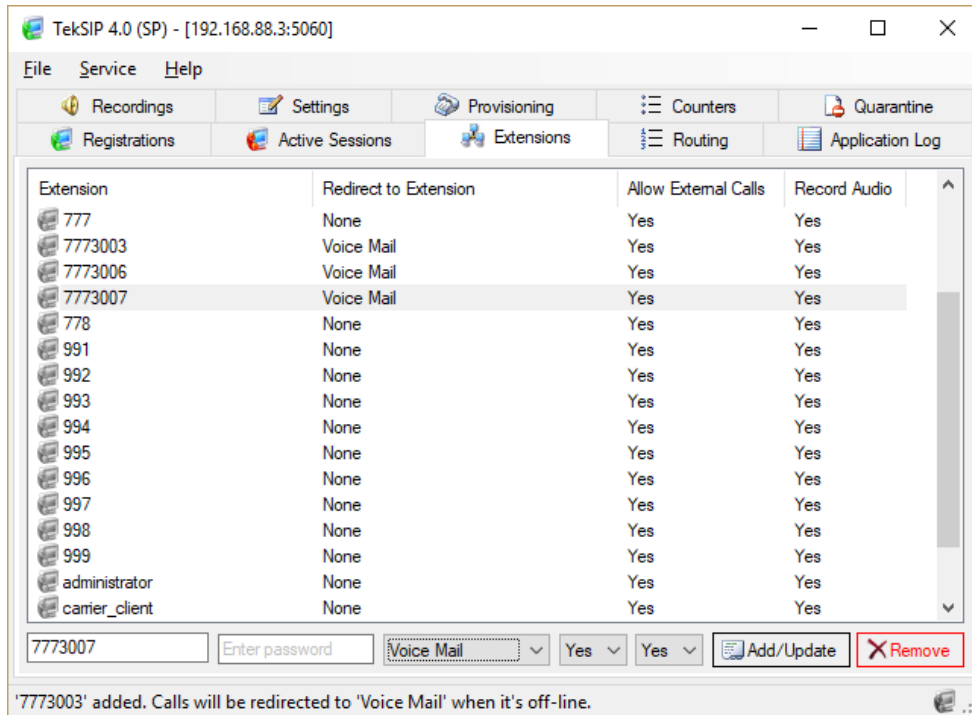 TekSIP 4.0 (SP) - [192.168.88.3:5060]
File Service Help
Recordings Settings Provisioning Counters Quarantine
Registrations Active Sessions Extensions Routing Application Log
Extension Redirect to Extension Allow External Calls Record Audio
777 None Yes Yes
7773003 Voice Mail Yes Yes
7773006 Voice Mail Yes Yes
7773007 Voice Mail Yes Yes
778 None Yes Yes
991 None Yes Yes
992 None Yes Yes
993 None Yes Yes
994 None Yes Yes
995 None Yes Yes
996 None Yes Yes
997 None Yes Yes
998 None Yes Yes
999 None Yes Yes
administrator None Yes Yes
carrier_client None Yes Yes
7773007 Enter password Voice Mail Yes Yes Add/Update Remove
'7773003' added. Calls will be redirected to 'Voice Mail' when it's off-line.